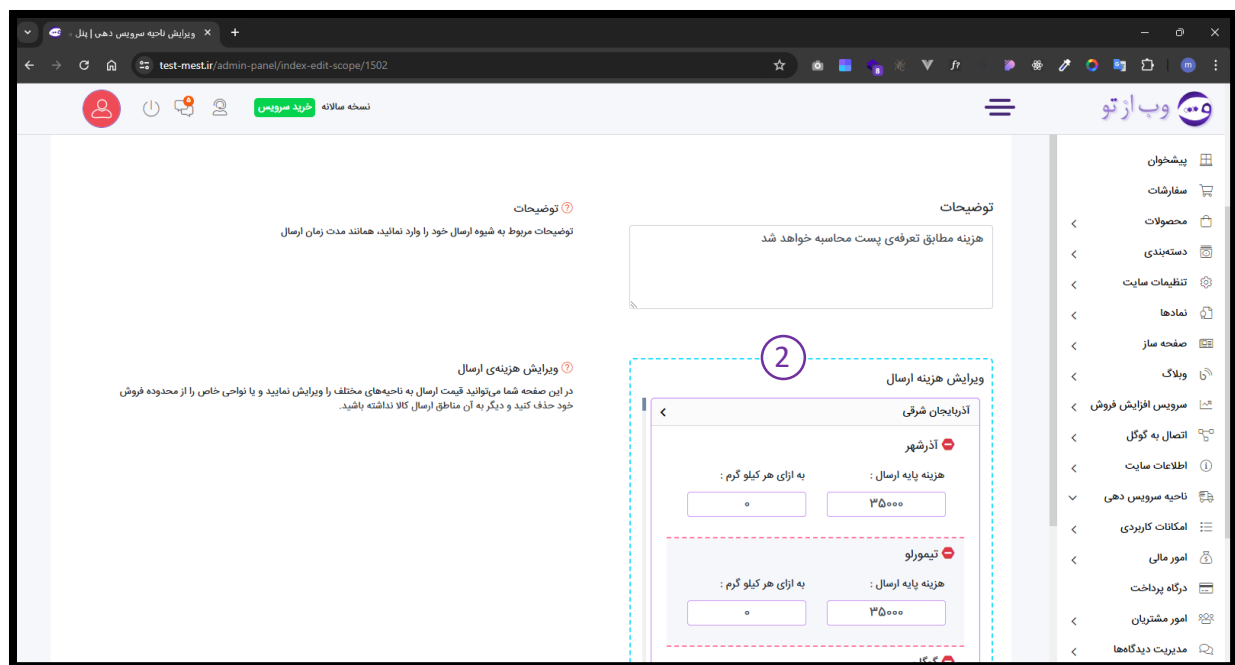 ویرایش ناحیه سرویس دهی | پنل
test-mest.ir/admin-panel/index-edit-scope/1502
وب از تو
نسخه سالانه
خرید سرویس
پیشخوان
سفارشات
محصولات
دسته‌بندی
تنظیمات سایت
نمادها
صفحه ساز
وبلاگ
سرویس افزایش فروش
اتصال به گوگل
اطلاعات سایت
ناحیه سرویس دهی
امکانات کاربردی
امور مالی
درگاه پرداخت
امور مشتریان
مدیریت دیدگاه‌ها
توضیحات
هزینه مطابق تعرفه‌ی پست محاسبه خواهد شد
توضیحات
توضیحات مربوط به شیوه ارسال خود را وارد نمائید، همانند مدت زمان ارسال
2
ویرایش هزینه ارسال
آذربایجان شرقی
آذرشهر
هزینه پایه ارسال :
به ازای هر کیلو گرم :
۳۵۰۰۰
۰
تیمورلو
هزینه پایه ارسال :
به ازای هر کیلو گرم :
۳۵۰۰۰
۰
ویرایش هزینه‌ی ارسال
در این صفحه شما می‌توانید قیمت ارسال به ناحیه‌های مختلف را ویرایش نمایید و یا نواحی خاص را از محدوده فروش
خود حذف کنید و دیگر به آن مناطق ارسال کالا نداشته باشید.